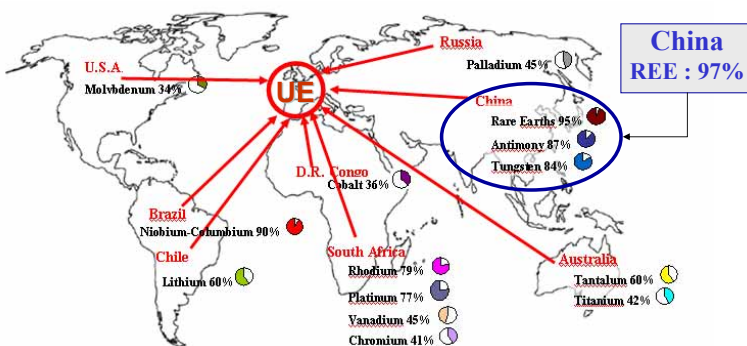 Russia
Palladium 45%
China
REE : 97%
U.S.A.
Molvbdenum 34%
UE
China
Rare Earths 95%
Antimony 87%
Tungsten 84%
D.R. Congo
Cobalt 36%
Brazil
Niobium-Columbium 90%
Chile
Lithium 60%
South Africa
Rhodium 79%
Platinum 77%
Vanadium 45%
Chromium 41%
Australia
Tantalum 60%
Titanium 42%